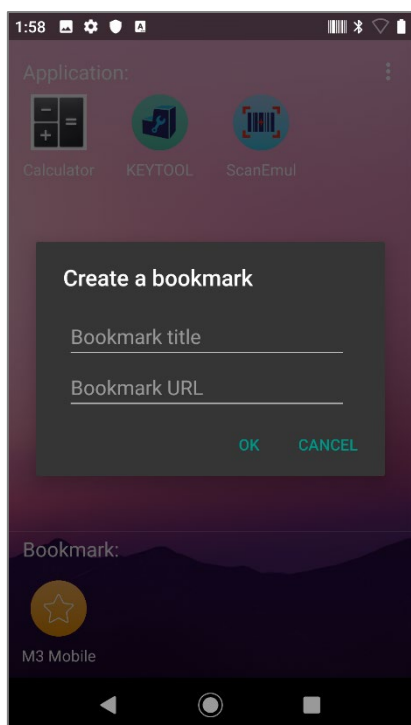 1:58
Application:
Calculator KEYTOOL ScanEmul
Create a bookmark
Bookmark title
Bookmark URL
OK CANCEL
Bookmark:
M3 Mobile